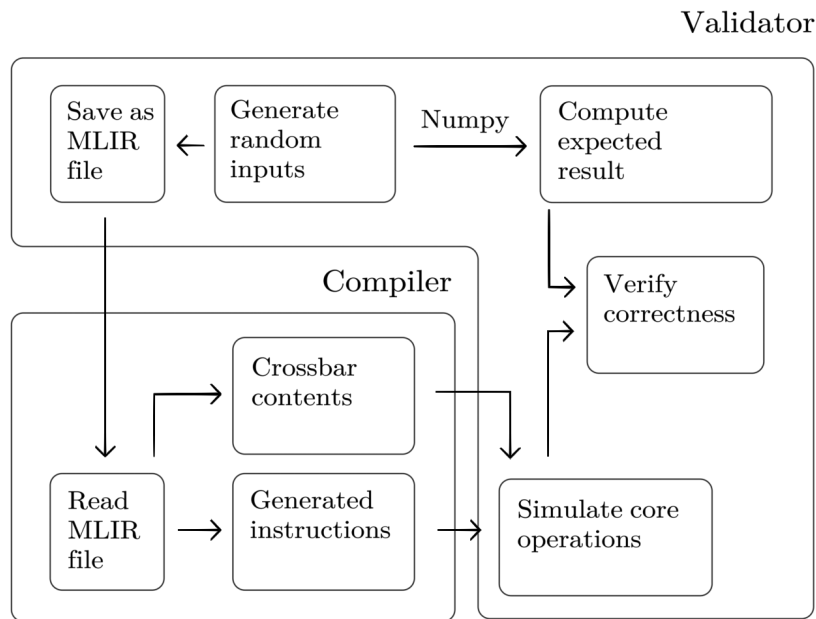 Validator
Save as
MLIR
file
Generate
random
inputs
Numpy
Compute
expected
result
Verify
correctness
Compiler
Crossbar
contents
Read
MLIR
file
Generated
instructions
Simulate core
operations